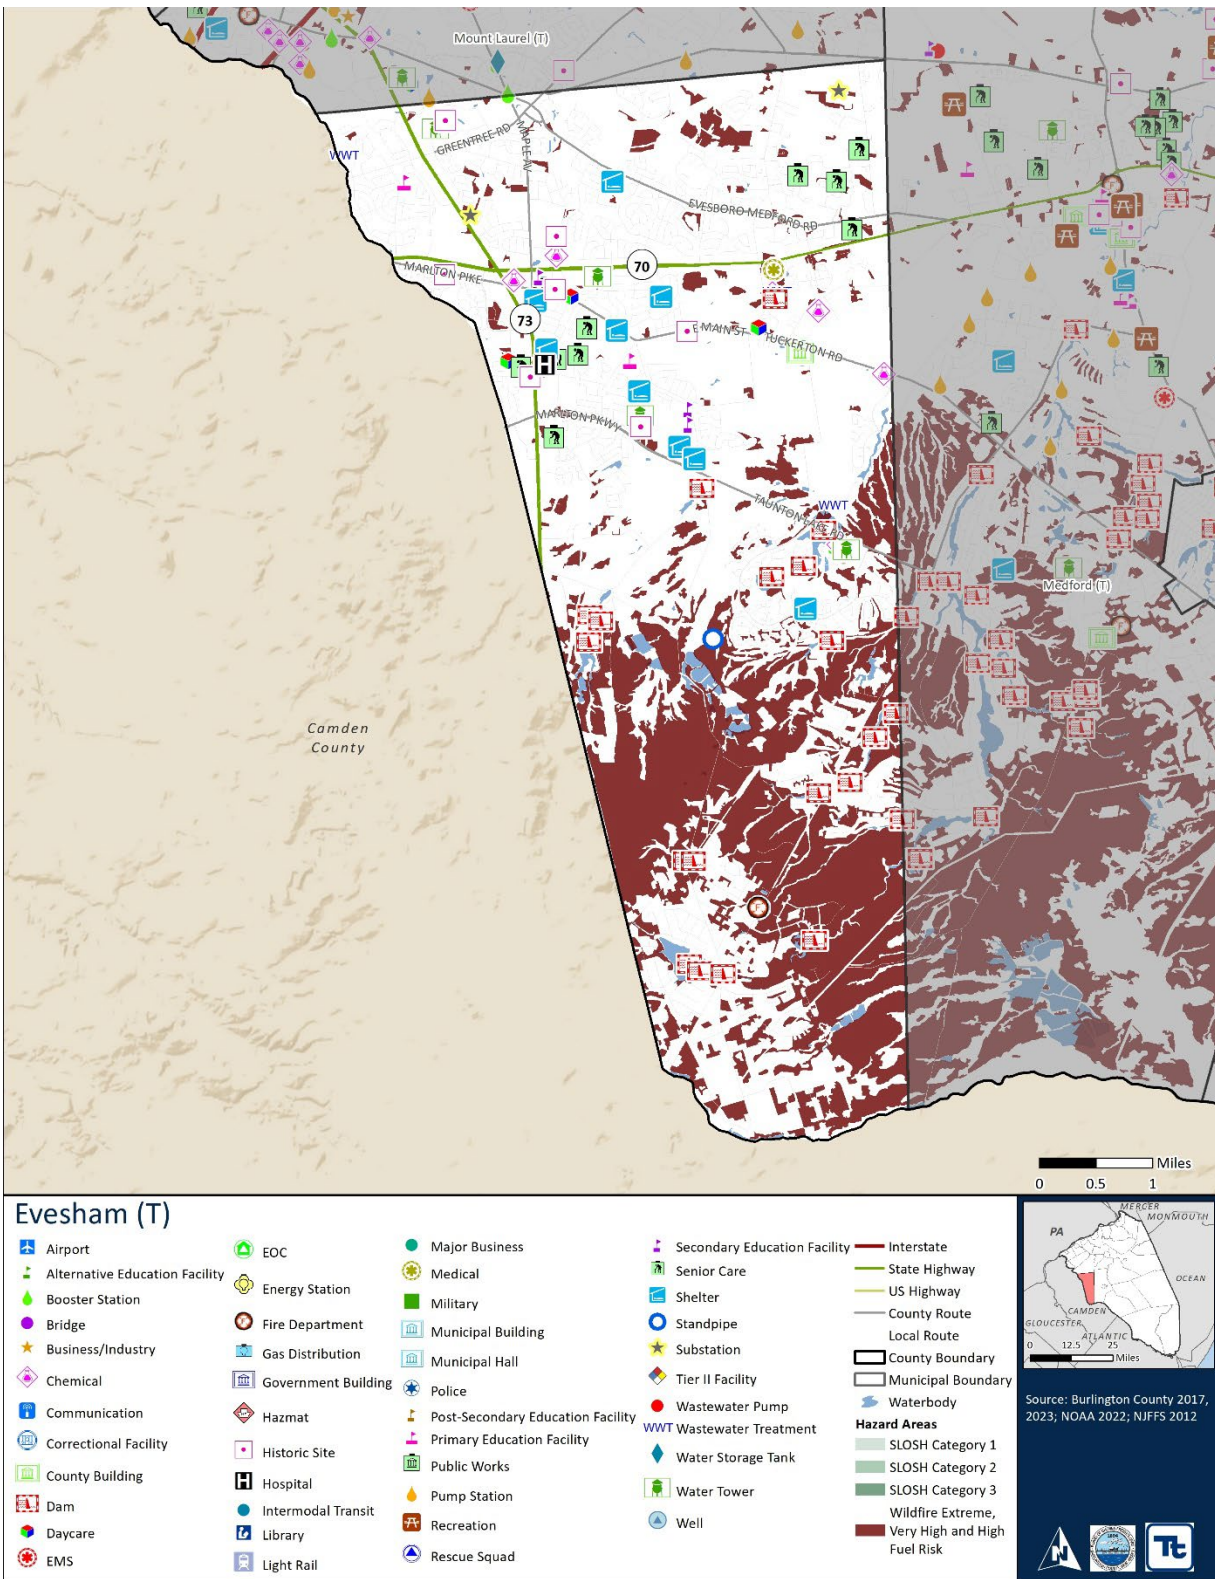 Mount Laurel (T)
GREENTREE RD
MAPLE AV
WWT
EVESBORO MEDFORD RD
MARLTON PIKE
70
73
E MAIN ST
TUCKERTON RD
MARLTON PKWY
TAUNTON LAKE RD
WWT
Medford (T)
Camden
County
Miles
0 0.5 1
Evesham (T)
Airport
Alternative Education Facility
Booster Station
Bridge
Business/Industry
Chemical
Communication
Correctional Facility
County Building
Dam
Daycare
EMS
EOC
Energy Station
Fire Department
Gas Distribution
Government Building
Hazmat
Historic Site
Hospital
Intermodal Transit
Library
Light Rail
Major Business
Medical
Military
Municipal Building
Municipal Hall
Police
Post-Secondary Education Facility
Primary Education Facility
Public Works
Pump Station
Recreation
Rescue Squad
Secondary Education Facility
Senior Care
Shelter
Standpipe
Substation
Tier II Facility
Wastewater Pump
WWT Wastewater Treatment
Water Storage Tank
Water Tower
Well
Interstate
State Highway
US Highway
County Route
Local Route
County Boundary
Municipal Boundary
Waterbody
Hazard Areas
SLOSH Category 1
SLOSH Category 2
SLOSH Category 3
Wildfire Extreme,
Very High and High
Fuel Risk
MERCER
MONMOUTH
PA
OCEAN
CAMDEN
GLOUCESTER
ATLANTIC
0 12.5 25
Miles
Source: Burlington County 2017,
2023; NOAA 2022; NJFFS 2012
N
Tt